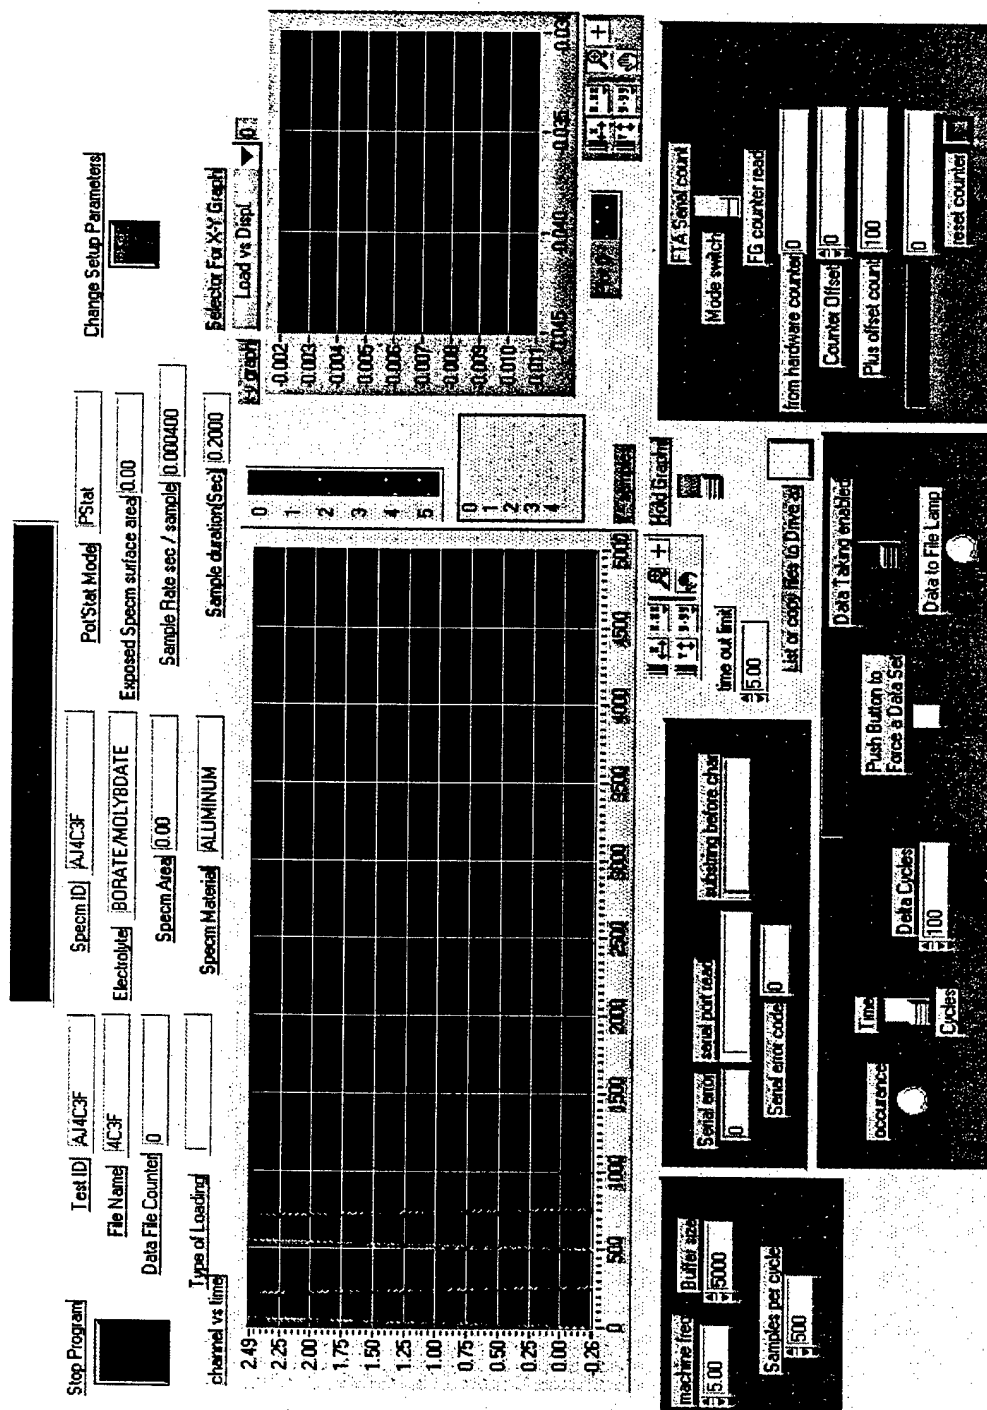 Stop Program
Test ID AJ4C3F
File Name 4C3F
Data File Counter 0
Type of Loading
Specm ID AJ4C3F
Electrolyte BORATE/MOLYBDATE
Specm Area 0.00
Specm Material ALUMINUM
PotStat Mode PStat
Exposed Specm surface area 0.00
Sample Rate sec / sample 0.000400
Sample duration(Sec) 0.2000
Change Setup Parameters
Selector For X-Y Graph
Load vs Displ 0
channel vs time
2.49
2.25
2.00
1.75
1.50
1.25
1.00
0.75
0.50
0.25
0.00
-0.26
0 500 1000 1500 2000 2500 3000 3500 4000 4500 5000
0
1
2
3
4
5
0
1
2
3
4
x-y graph
-0.002
-0.003
-0.004
-0.005
-0.006
-0.007
-0.008
-0.009
-0.010
-0.011
-0.045 -0.040 -0.035 -0.03
Hold Graphs
time out limit
5.00
List or copy files to Drive a:
machine freq
5.00
Buffer size
5000
Samples per cycle
500
Serial error
0
serial port read
substring before char
Serial error code
0
occurance
Time
Cycles
Delta Cycles
100
Push Button to
Force a Data Set
Data Taking enabled
Data to File Lamp
FTA Serial count
Mode switch
FG counter read
from hardware counter 0
Counter Offset 0
Plus offset count 100
0
reset counter